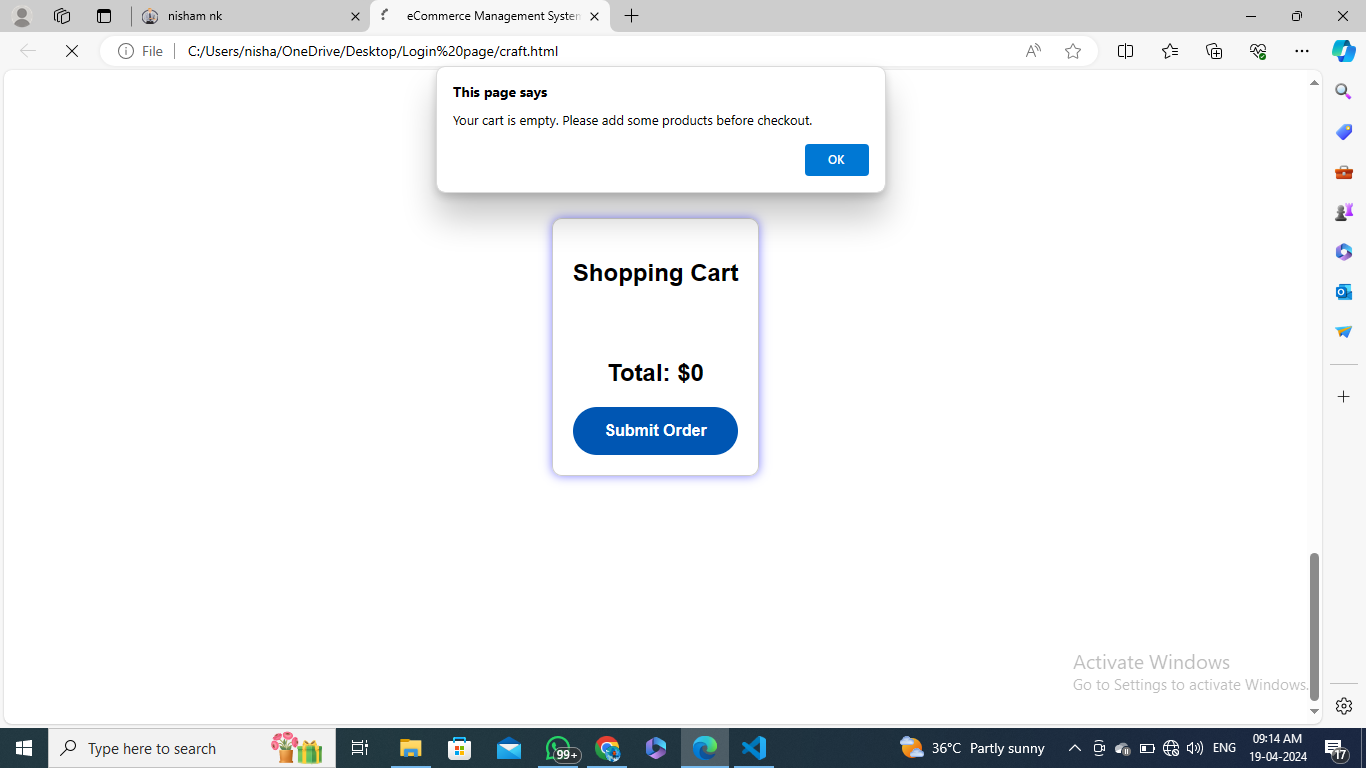 nisham nk
eCommerce Management System
File
C:/Users/nisha/OneDrive/Desktop/Login%20page/craft.html
This page says
Your cart is empty. Please add some products before checkout.
OK
Shopping Cart
Total: $0
Submit Order
Activate Windows
Go to Settings to activate Windows.
Type here to search
99+
36°C Partly sunny
ENG
09:14 AM
19-04-2024
17